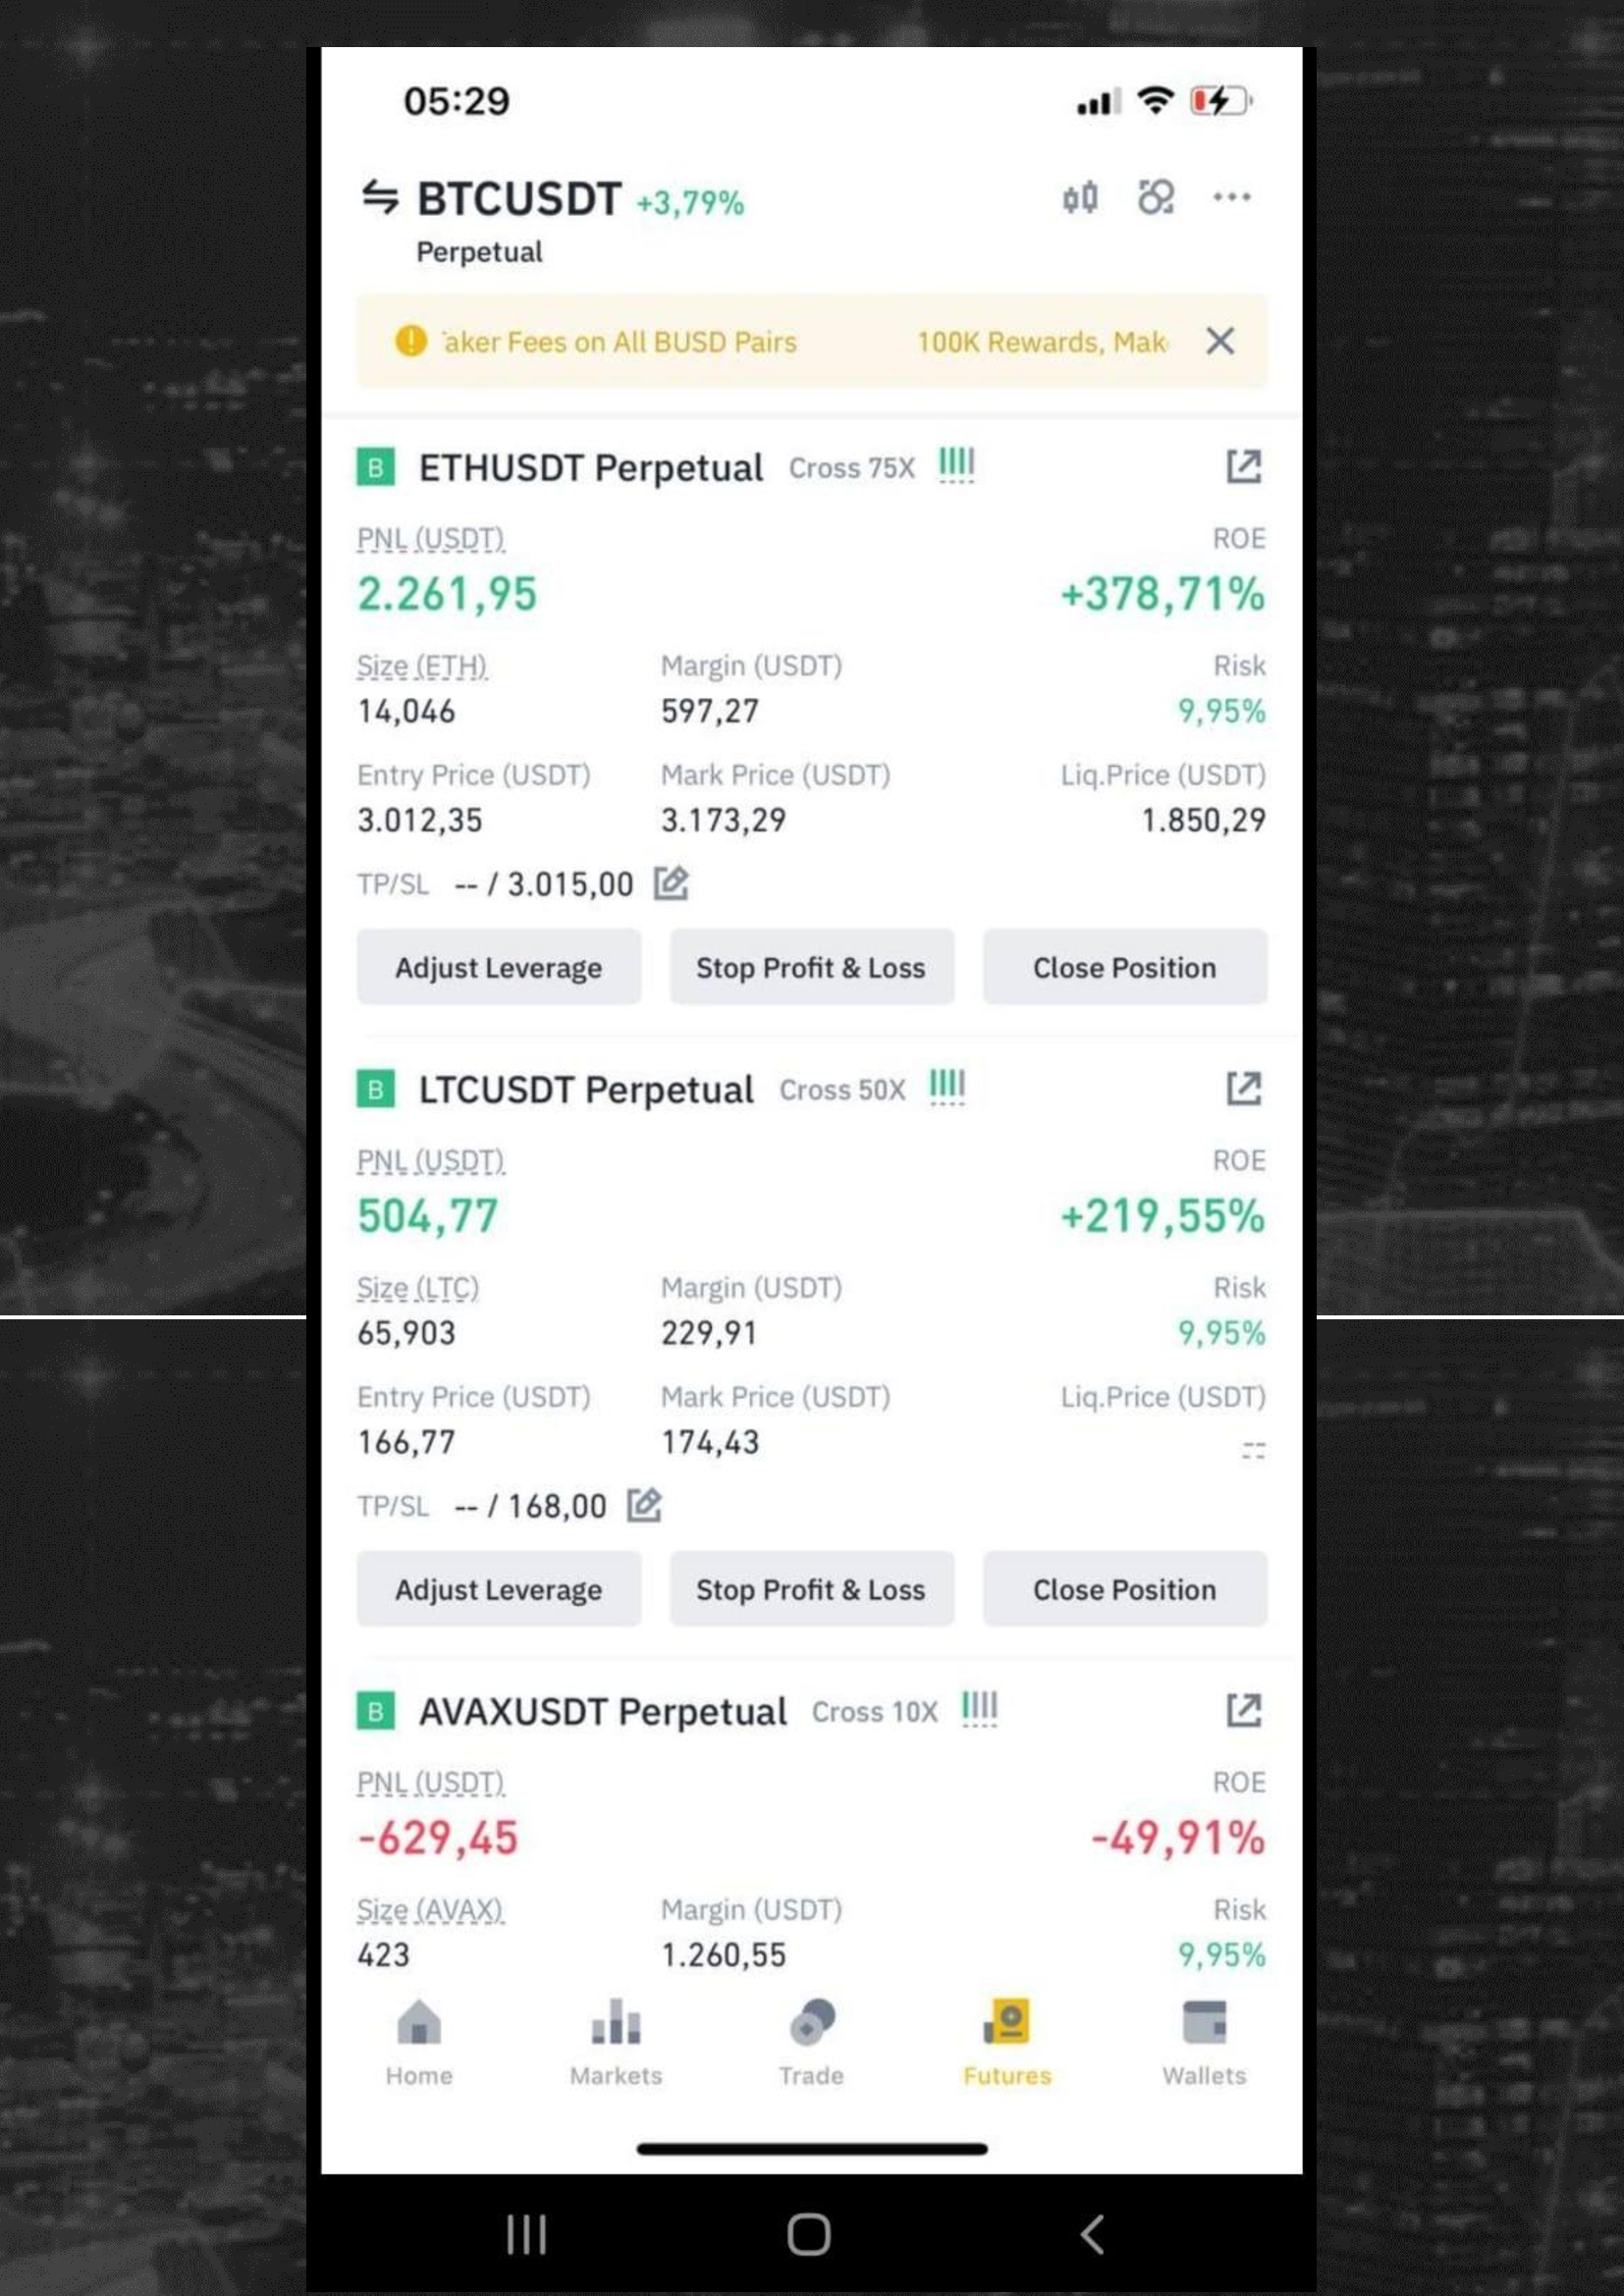 05:29
BTCUSDT +3,79%
Perpetual
aker Fees on All BUSD Pairs 100K Rewards, Mak
B ETHUSDT Perpetual Cross 75X
PNL (USDT) ROE
2.261,95 +378,71%
Size (ETH) Margin (USDT) Risk
14,046 597,27 9,95%
Entry Price (USDT) Mark Price (USDT) Liq.Price (USDT)
3.012,35 3.173,29 1.850,29
TP/SL -- / 3.015,00
Adjust Leverage Stop Profit & Loss Close Position
B LTCUSDT Perpetual Cross 50X
PNL (USDT) ROE
504,77 +219,55%
Size (LTC) Margin (USDT) Risk
65,903 229,91 9,95%
Entry Price (USDT) Mark Price (USDT) Liq.Price (USDT)
166,77 174,43 --
TP/SL -- / 168,00
Adjust Leverage Stop Profit & Loss Close Position
B AVAXUSDT Perpetual Cross 10X
PNL (USDT) ROE
-629,45 -49,91%
Size (AVAX) Margin (USDT) Risk
423 1.260,55 9,95%
Home Markets Trade Futures Wallets